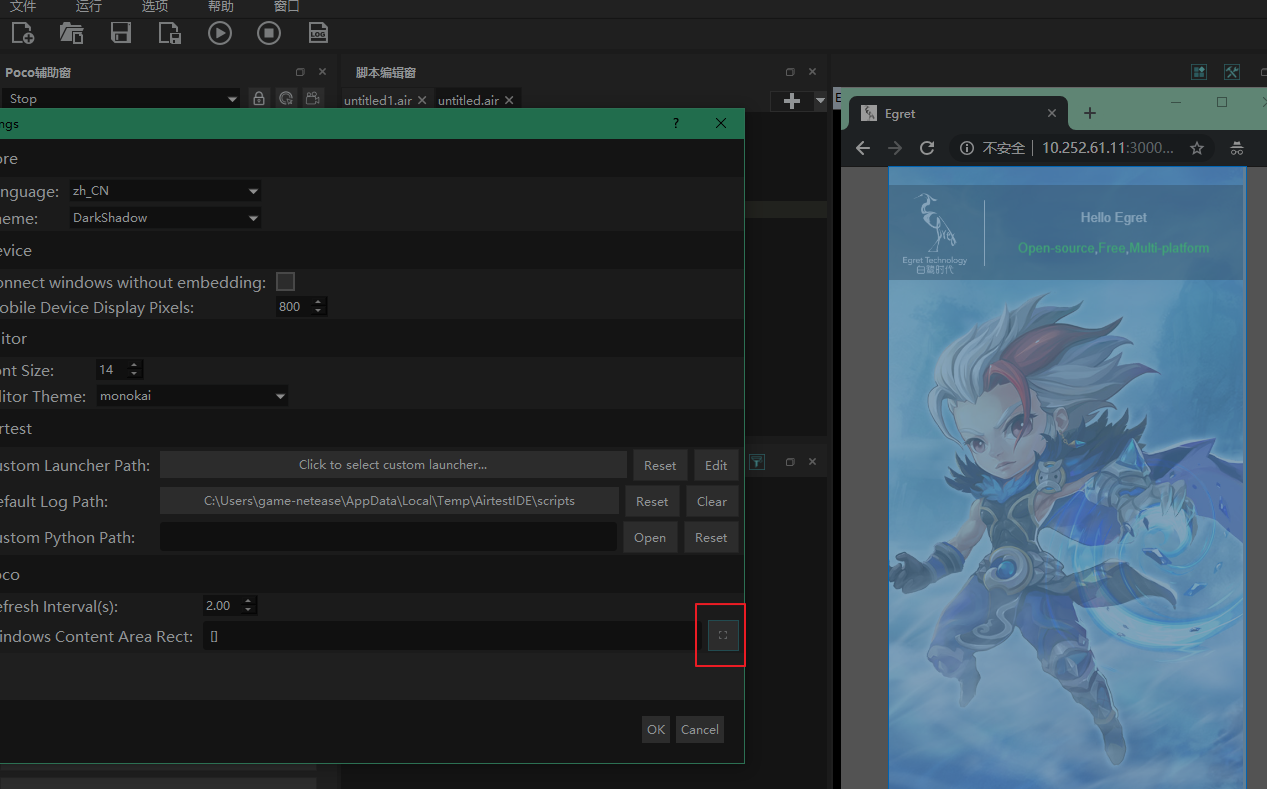 文件 运行 选项 帮助 窗口
LOG
Poco辅助窗
脚本编辑窗
Stop
untitled1.air
untitled.air
ngs
?
ore
nguage: zh_CN
eme: DarkShadow
evice
onnect windows without embedding:
obile Device Display Pixels: 800
itor
nt Size: 14
litor Theme: monokai
rtest
ustom Launcher Path: Click to select custom launcher... Reset Edit
efault Log Path: C:\Users\game-netease\AppData\Local\Temp\AirtestIDE\scripts Reset Clear
ustom Python Path: Open Reset
oco
efresh Interval(s): 2.00
indows Content Area Rect: []
OK Cancel
E
Egret
不安全 10.252.61.11:3000...
Egret Technology
白鹭时代
Hello Egret
Open-source,Free,Multi-platform